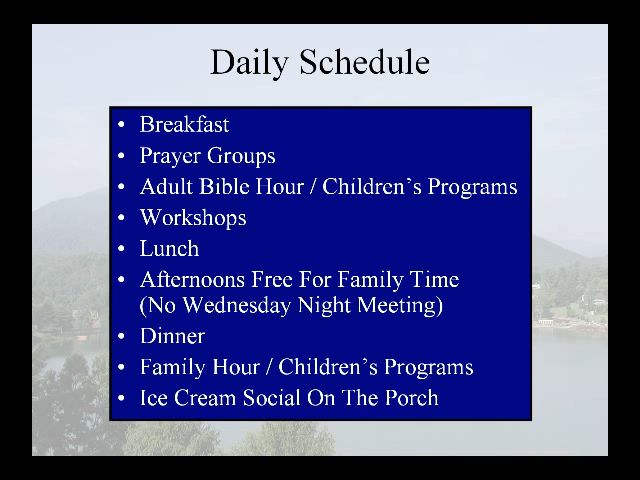 Daily Schedule
• Breakfast
• Prayer Groups
• Adult Bible Hour / Children’s Programs
• Workshops
• Lunch
• Afternoons Free For Family Time
(No Wednesday Night Meeting)
• Dinner
• Family Hour / Children’s Programs
• Ice Cream Social On The Porch